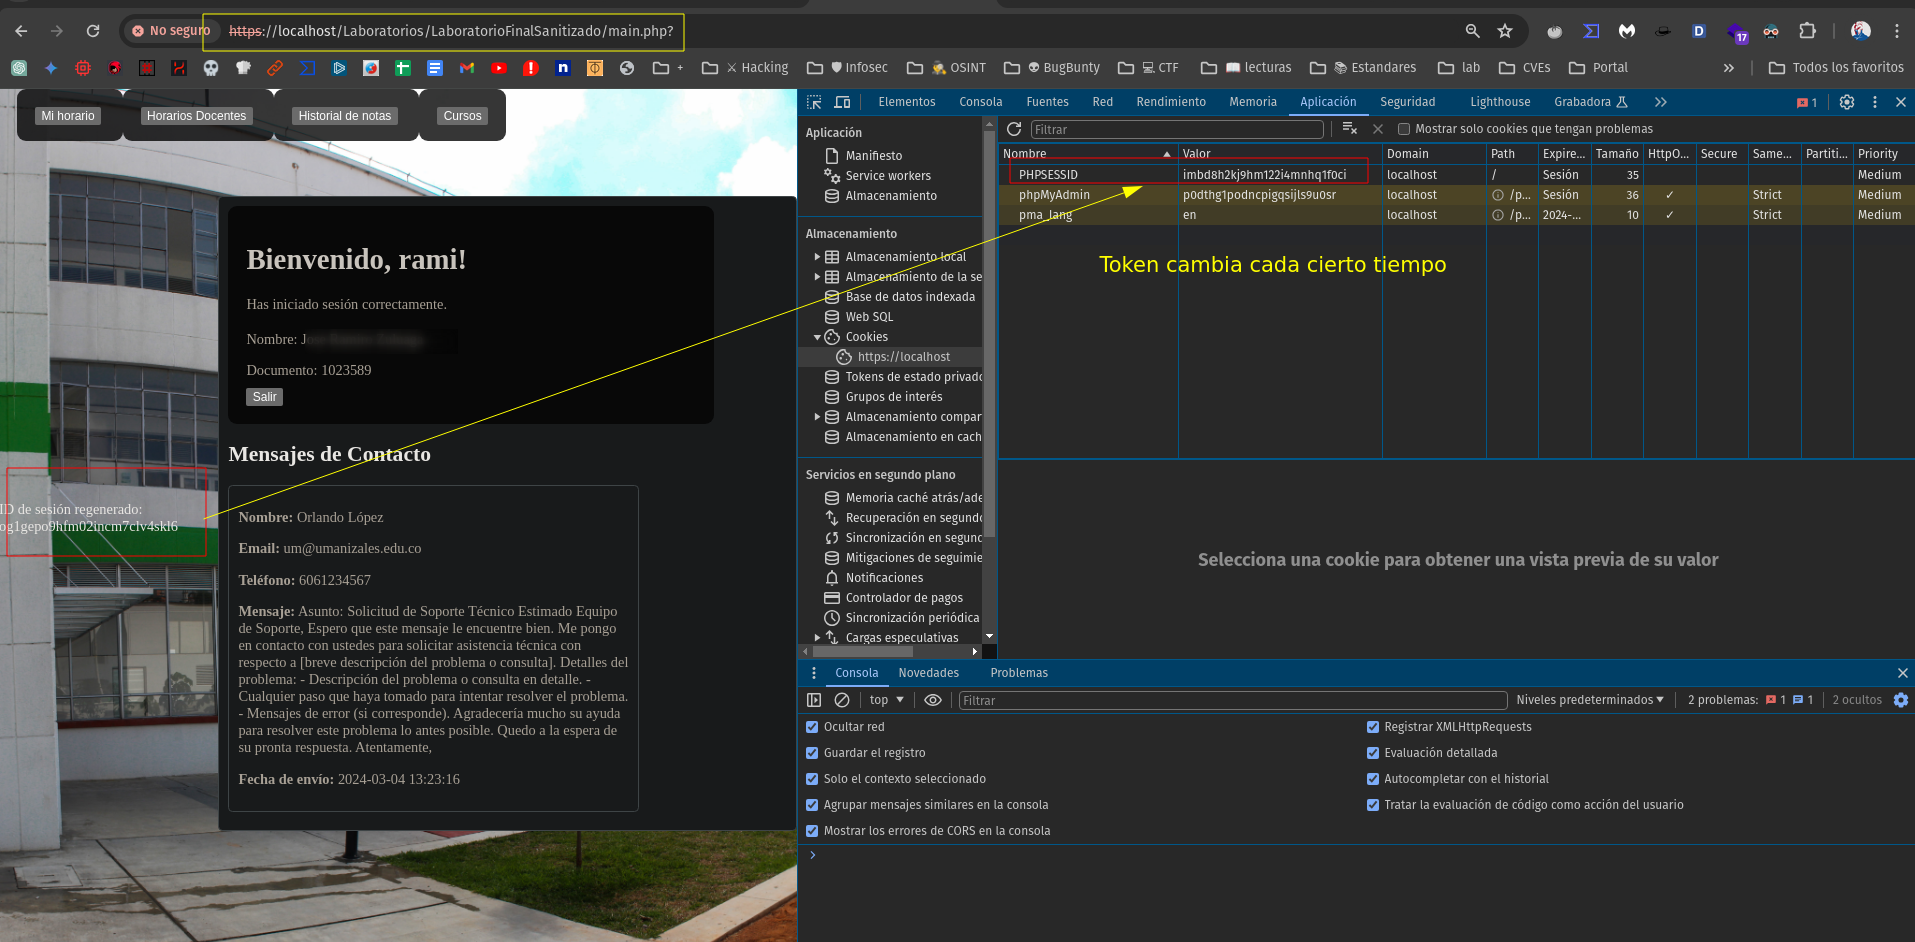 No seguro https://localhost/Laboratorios/LaboratorioFinalSanitizado/main.php?
17
+ Hacking Infosec OSINT BugBunty CTF lecturas Estandares lab CVEs Portal » Todos los favoritos
Mi horario Horarios Docentes Historial de notas Cursos
Bienvenido, rami!
Has iniciado sesión correctamente.
Nombre:
Documento: 1023589
Salir
Mensajes de Contacto
ID de sesión regenerado:
og1gepo9hfm02incm7clv4skl6
Nombre: Orlando López
Email: um@umanizales.edu.co
Teléfono: 6061234567
Mensaje: Asunto: Solicitud de Soporte Técnico Estimado Equipo
de Soporte, Espero que este mensaje le encuentre bien. Me pongo
en contacto con ustedes para solicitar asistencia técnica con
respecto a [breve descripción del problema o consulta]. Detalles del
problema: - Descripción del problema o consulta en detalle. -
Cualquier paso que haya tomado para intentar resolver el problema.
- Mensajes de error (si corresponde). Agradecería mucho su ayuda
para resolver este problema lo antes posible. Quedo a la espera de
su pronta respuesta. Atentamente,
Fecha de envío: 2024-03-04 13:23:16
Elementos Consola Fuentes Red Rendimiento Memoria Aplicación Seguridad Lighthouse Grabadora » 1
Aplicación
Manifiesto
Service workers
Almacenamiento
Almacenamiento
Almacenamiento local
Almacenamiento de la se
Base de datos indexada
Web SQL
Cookies
https://localhost
Tokens de estado privado
Grupos de interés
Almacenamiento compar
Almacenamiento en cach
Servicios en segundo plano
Memoria caché atrás/ade
Recuperación en segundo
Sincronización en segunc
Mitigaciones de seguimie
Notificaciones
Controlador de pagos
Sincronización periódica
Cargas especulativas
Filtrar Mostrar solo cookies que tengan problemas
Nombre Valor Domain Path Expire... Tamaño HttpO... Secure Same... Partiti... Priority
PHPSESSID imbd8h2kj9hm122i4mnhq1f0ci localhost / Sesión 35 Medium
phpMyAdmin p0dthg1podncpigqsijls9u0sr localhost /p... Sesión 36 ✓ Strict Medium
pma_lang en localhost /p... 2024-... 10 ✓ Strict Medium
Token cambia cada cierto tiempo
Selecciona una cookie para obtener una vista previa de su valor
Consola Novedades Problemas
top Filtrar Niveles predeterminados 2 problemas: 1 1 2 ocultos
Ocultar red
Guardar el registro
Solo el contexto seleccionado
Agrupar mensajes similares en la consola
Mostrar los errores de CORS en la consola
Registrar XMLHttpRequests
Evaluación detallada
Autocompletar con el historial
Tratar la evaluación de código como acción del usuario